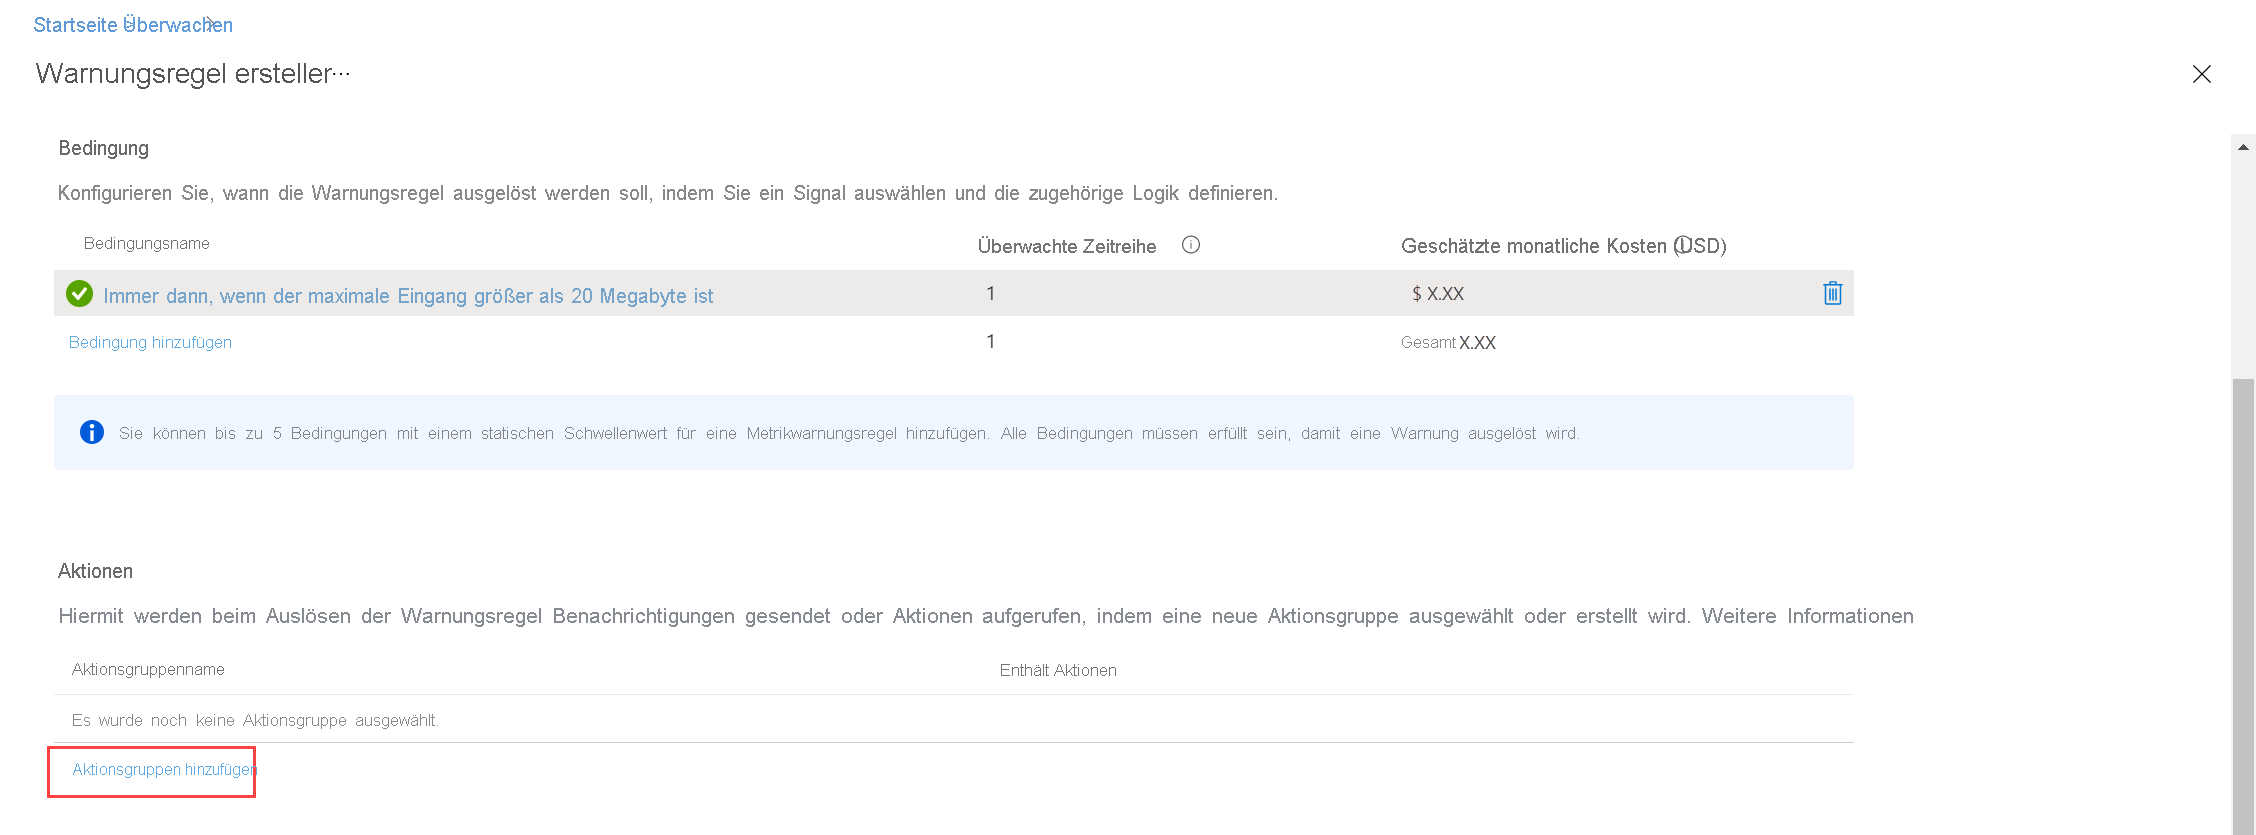 Startseite Überwachen
Warnungsregel ersteller...
Bedingung
Konfigurieren Sie, wann die Warnungsregel ausgelöst werden soll, indem Sie ein Signal auswählen und die zugehörige Logik definieren.
Bedingungsname Überwachte Zeitreihe Geschätzte monatliche Kosten (USD)
Immer dann, wenn der maximale Eingang größer als 20 Megabyte ist 1 $ X.XX
Bedingung hinzufügen 1 Gesamt X.XX
Sie können bis zu 5 Bedingungen mit einem statischen Schwellenwert für eine Metrikwarnungsregel hinzufügen. Alle Bedingungen müssen erfüllt sein, damit eine Warnung ausgelöst wird.
Aktionen
Hiermit werden beim Auslösen der Warnungsregel Benachrichtigungen gesendet oder Aktionen aufgerufen, indem eine neue Aktionsgruppe ausgewählt oder erstellt wird. Weitere Informationen
Aktionsgruppenname Enthält Aktionen
Es wurde noch keine Aktionsgruppe ausgewählt.
Aktionsgruppen hinzufügen